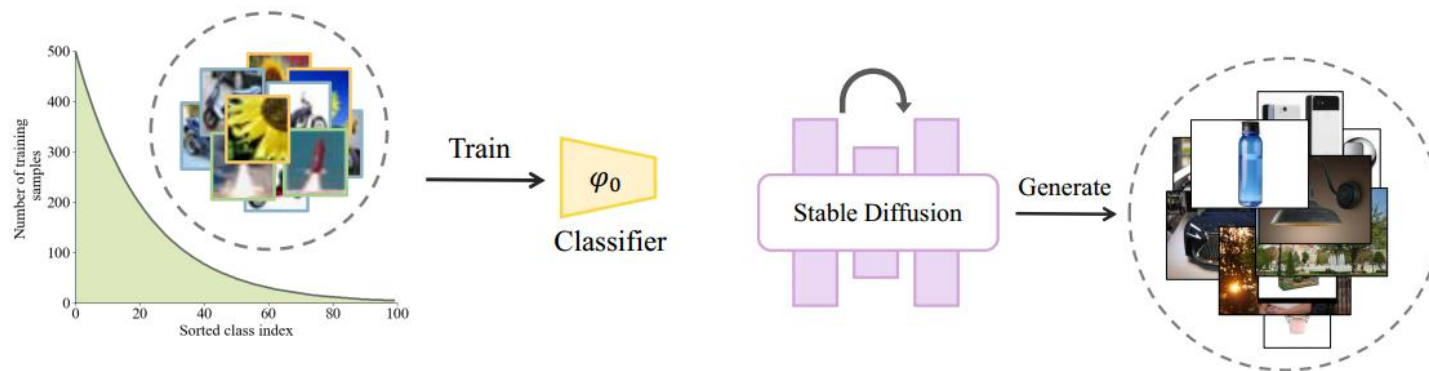 Number of training
samples
500
400
300
200
100
0
0
20
40
60
80
100
Sorted class index
Train
φ₀
Classifier
Stable Diffusion
Generate